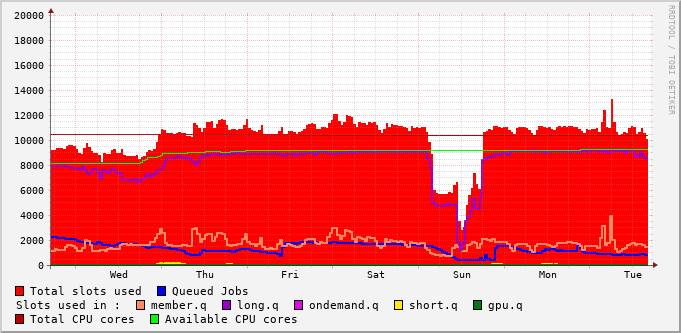 20000
18000
16000
14000
12000
10000
8000
6000
4000
2000
0
Wed Thu Fri Sat Sun Mon Tue
RRDTOOL / TOBI OETIKER
Total slots used Queued Jobs
Slots used in : member.q long.q ondemand.q short.q gpu.q
Total CPU cores Available CPU cores